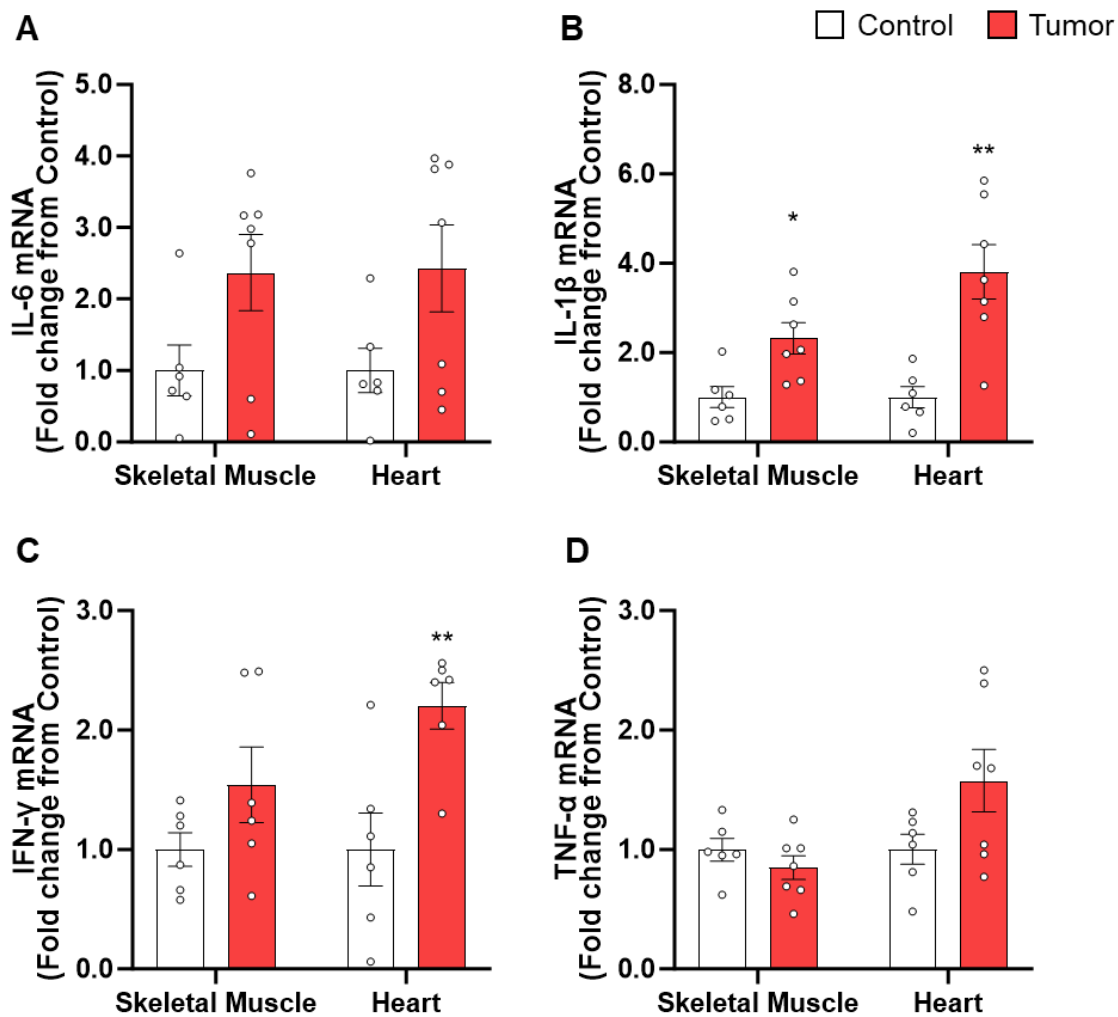 A
B
Control
Tumor
IL-6 mRNA
(Fold change from Control)
5.0
4.0
3.0
2.0
1.0
0.0
Skeletal Muscle
Heart
IL-1β mRNA
(Fold change from Control)
8.0
6.0
4.0
2.0
0.0
*
**
Skeletal Muscle
Heart
C
D
IFN-γ mRNA
(Fold change from Control)
3.0
2.0
1.0
0.0
**
Skeletal Muscle
Heart
TNF-α mRNA
(Fold change from Control)
3.0
2.0
1.0
0.0
Skeletal Muscle
Heart